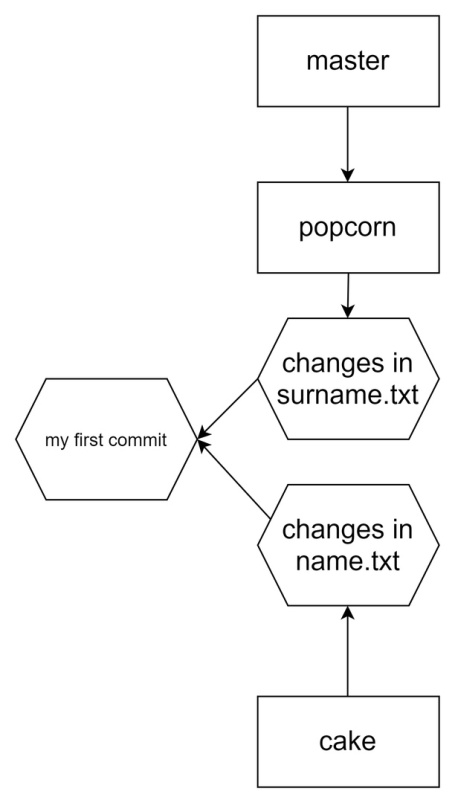 master
popcorn
changes in
surname.txt
my first commit
changes in
name.txt
cake